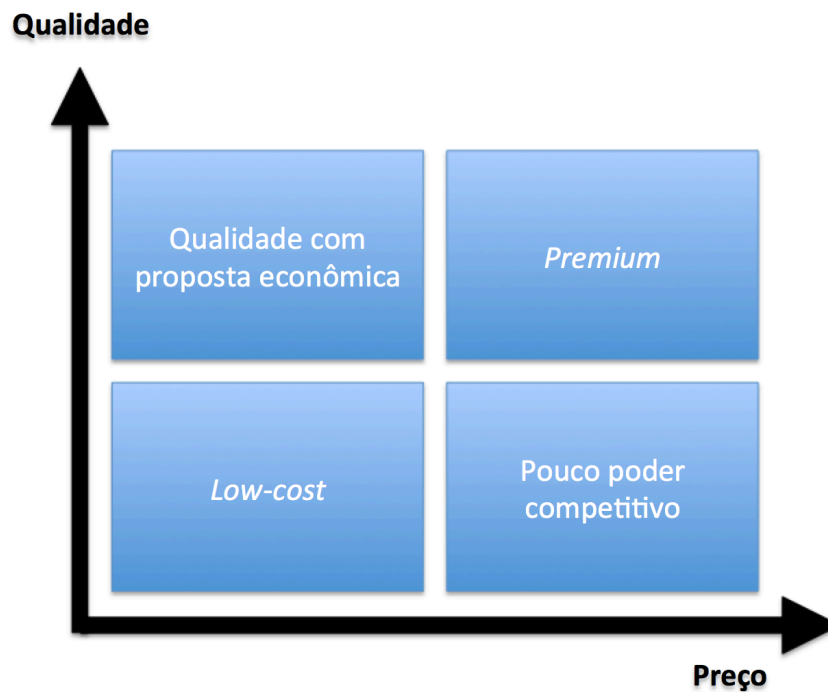 Qualidade
Qualidade com
proposta econômica
Premium
Low-cost
Pouco poder
competitivo
Preço